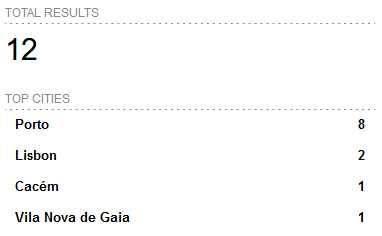 TOTAL RESULTS
12
TOP CITIES
Porto 8
Lisbon 2
Cacém 1
Vila Nova de Gaia 1